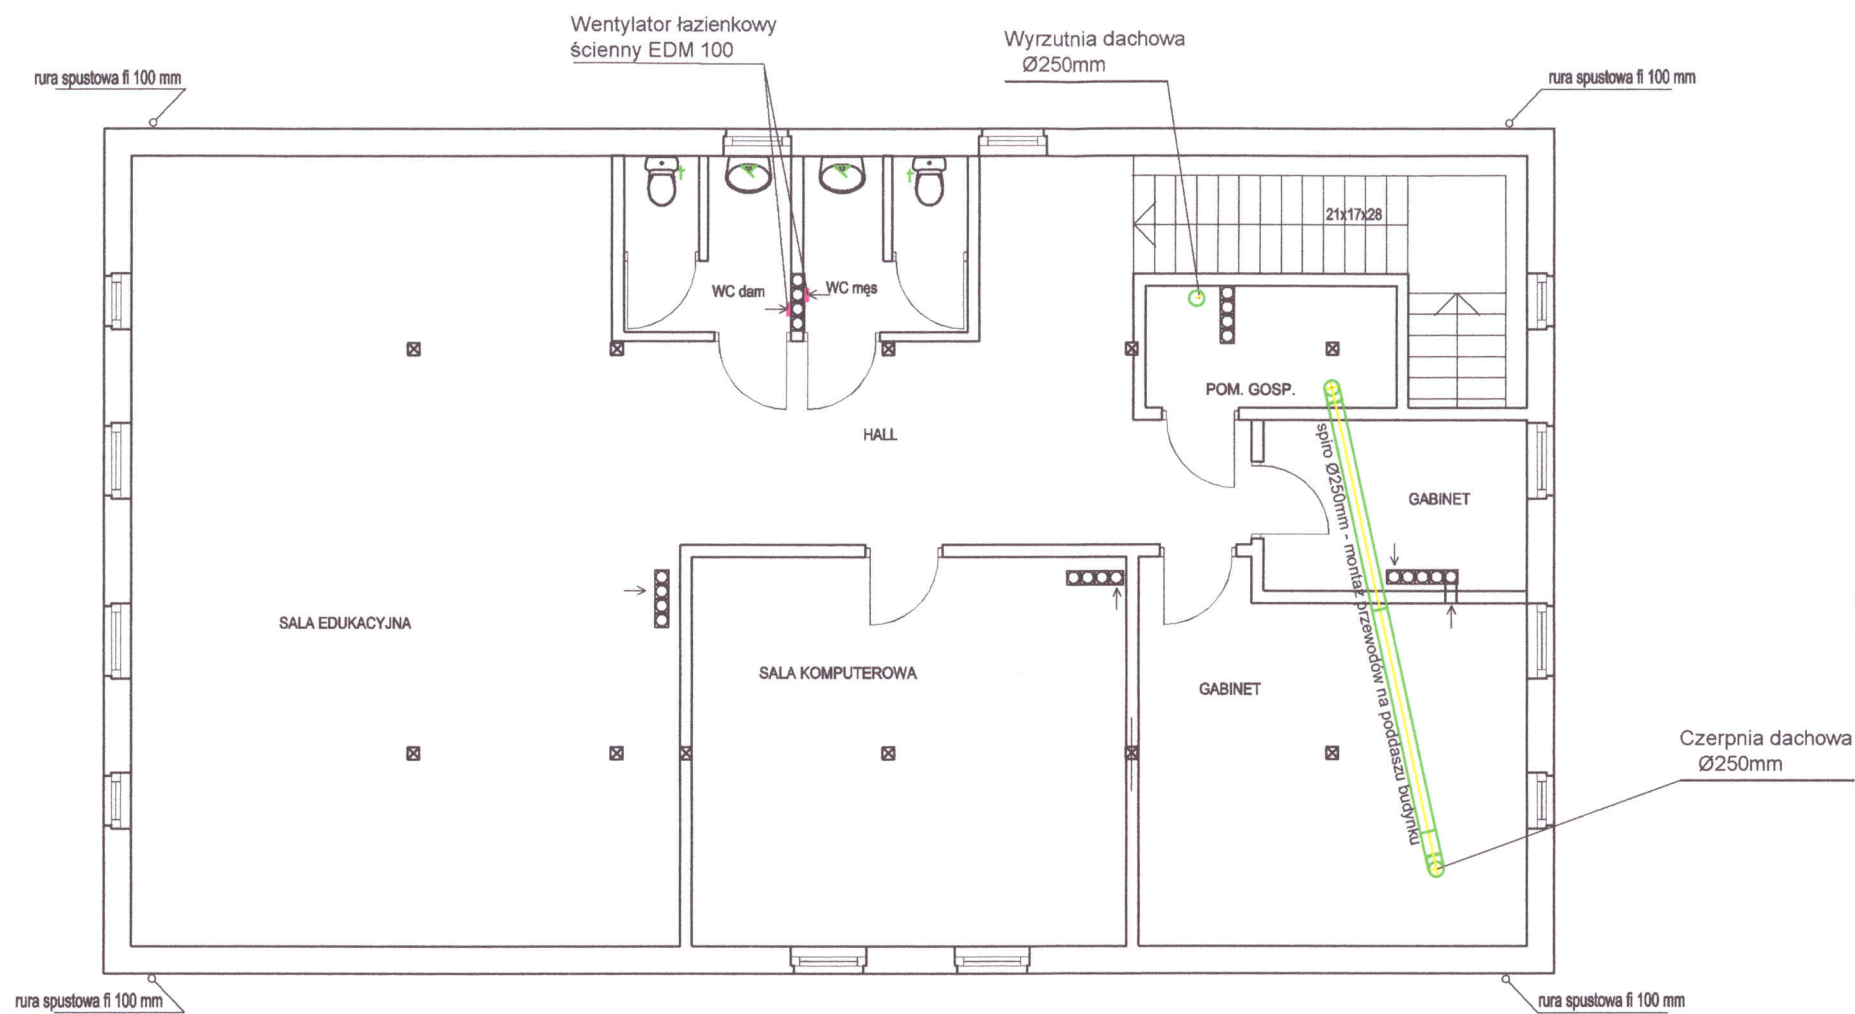 Wentylator łazienkowy
ścienny EDM 100
Wyrzutnia dachowa
Ø250mm
rura spustowa fi 100 mm
rura spustowa fi 100 mm
21x17x28
WC dam
WC męs
POM. GOSP.
HALL
spiro Ø250mm - montaż przewodów na poddaszu budynku
GABINET
SALA EDUKACYJNA
SALA KOMPUTEROWA
GABINET
Czerpnia dachowa
Ø250mm
rura spustowa fi 100 mm
rura spustowa fi 100 mm